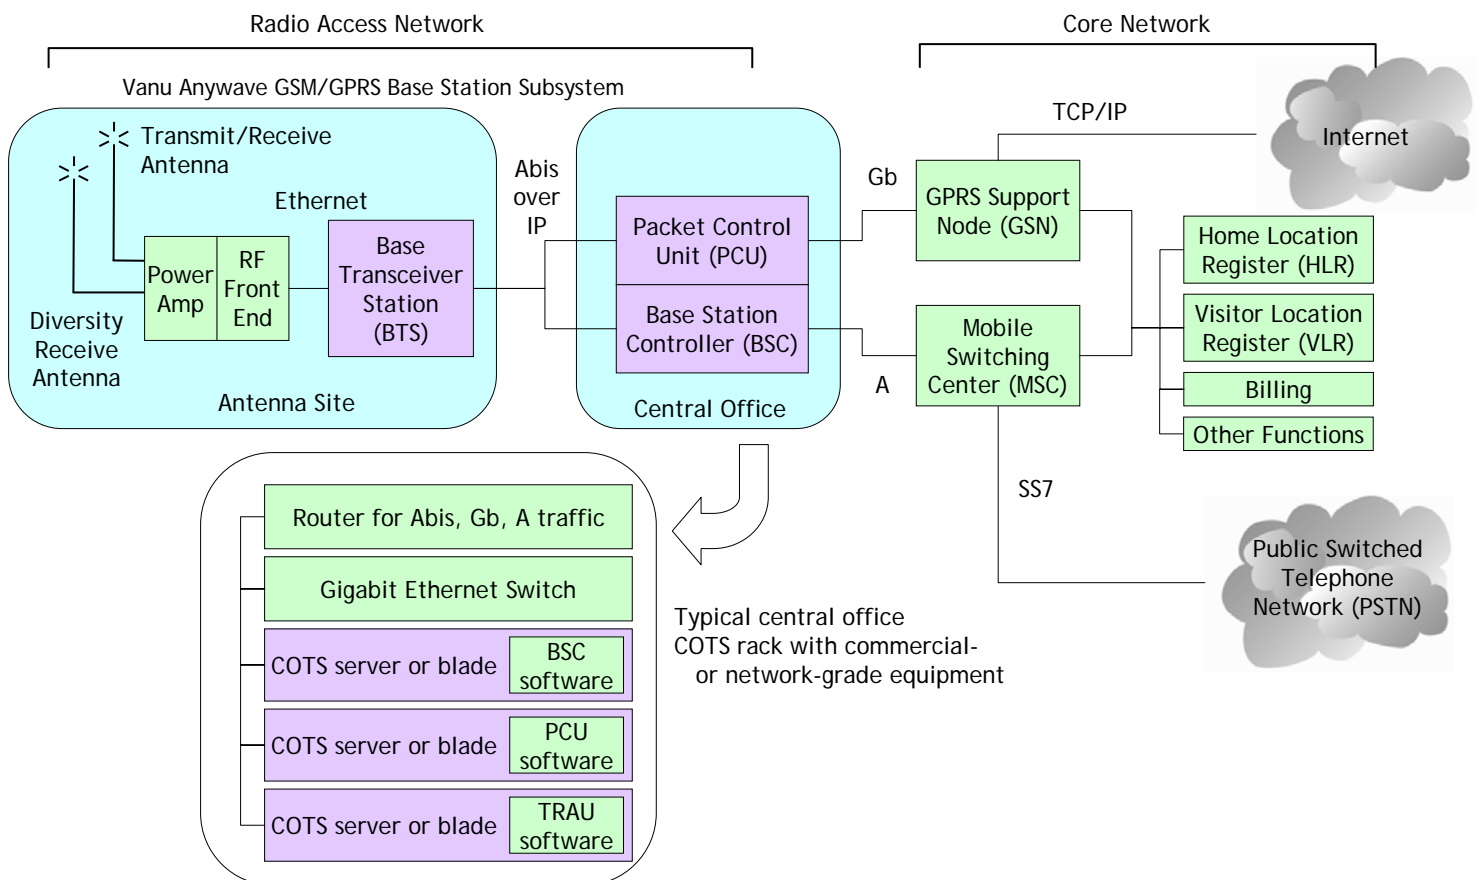 Radio Access Network
Core Network
Vanu Anywave GSM/GPRS Base Station Subsystem
Transmit/Receive
Antenna
Ethernet
Power
Amp
RF
Front
End
Base
Transceiver
Station
(BTS)
Diversity
Receive
Antenna
Antenna Site
Abis
over
IP
Packet Control
Unit (PCU)
Base Station
Controller (BSC)
Central Office
Gb
A
TCP/IP
GPRS Support
Node (GSN)
Mobile
Switching
Center (MSC)
Internet
Home Location
Register (HLR)
Visitor Location
Register (VLR)
Billing
Other Functions
SS7
Public Switched
Telephone
Network (PSTN)
Router for Abis, Gb, A traffic
Gigabit Ethernet Switch
COTS server or blade
BSC
software
COTS server or blade
PCU
software
COTS server or blade
TRAU
software
Typical central office
COTS rack with commercial-
or network-grade equipment